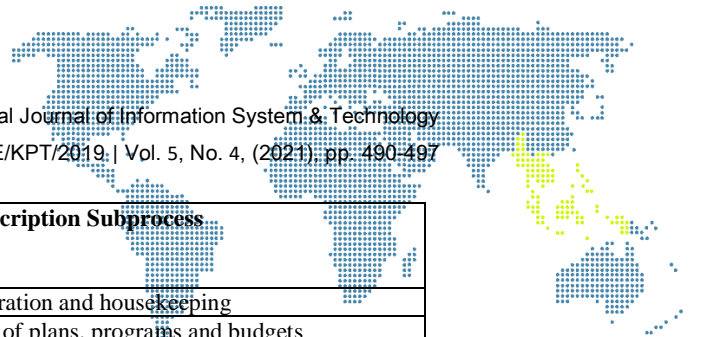 al Journal of Information System & Technology
E/KPT/2019 | Vol. 5, No. 4, (2021), pp. 490-497
cription Subprocess
ration and housekeeping
of plans, programs and budgets